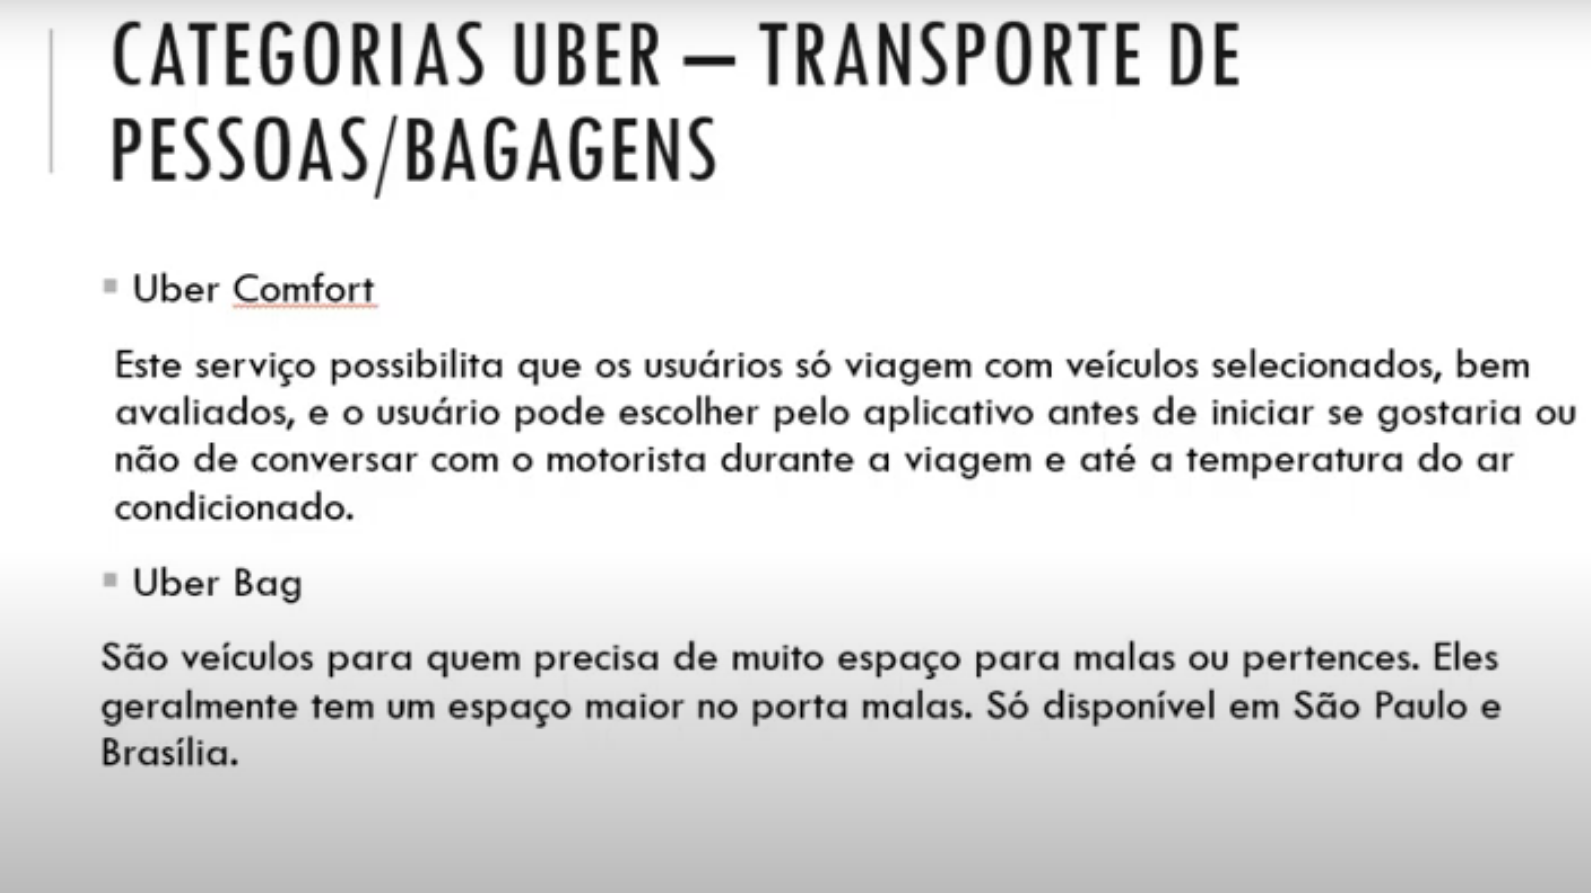 CATEGORIAS UBER – TRANSPORTE DE
PESSOAS/BAGAGENS
Uber Comfort
Este serviço possibilita que os usuários só viagem com veículos selecionados, bem
avaliados, e o usuário pode escolher pelo aplicativo antes de iniciar se gostaria ou
não de conversar com o motorista durante a viagem e até a temperatura do ar
condicionado.
Uber Bag
São veículos para quem precisa de muito espaço para malas ou pertences. Eles
geralmente tem um espaço maior no porta malas. Só disponível em São Paulo e
Brasília.